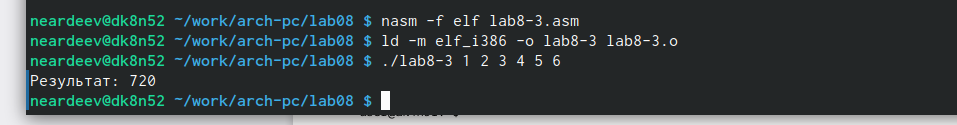 neardeev@dk8n52 ~/work/arch-pc/lab08 $ nasm -f elf lab8-3.asm
neardeev@dk8n52 ~/work/arch-pc/lab08 $ ld -m elf_i386 -o lab8-3 lab8-3.o
neardeev@dk8n52 ~/work/arch-pc/lab08 $ ./lab8-3 1 2 3 4 5 6
Результат: 720
neardeev@dk8n52 ~/work/arch-pc/lab08 $